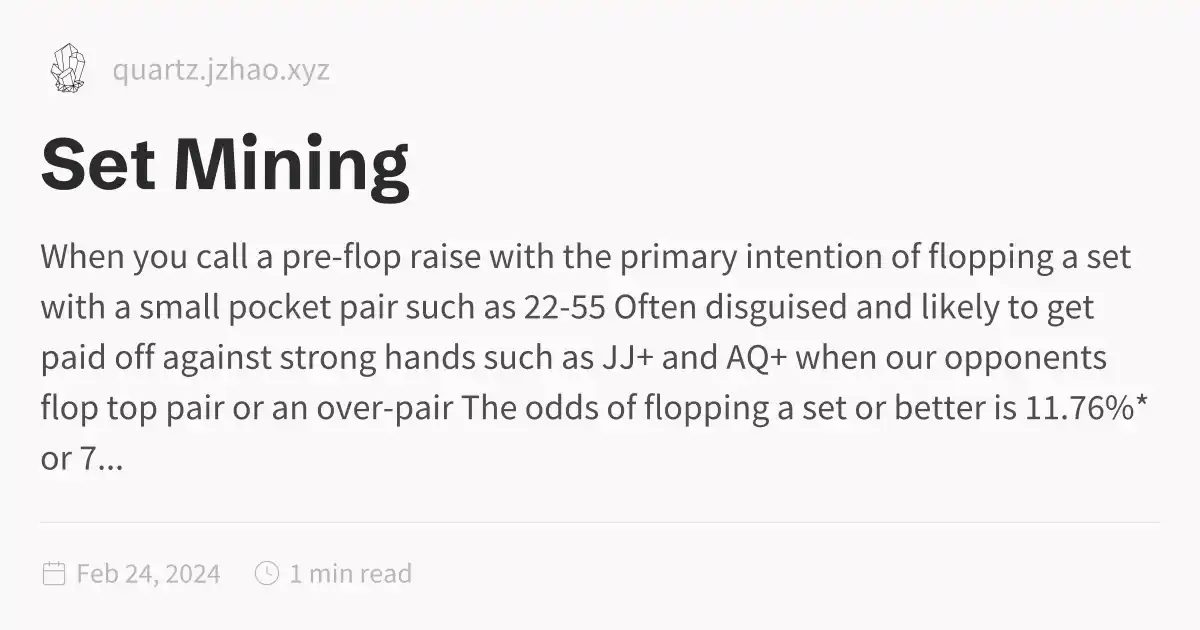 quartz.jzhao.xyz
Set Mining
When you call a pre-flop raise with the primary intention of flopping a set
with a small pocket pair such as 22-55 Often disguised and likely to get
paid off against strong hands such as JJ+ and AQ+ when our opponents
flop top pair or an over-pair The odds of flopping a set or better is 11.76%*
or 7...
Feb 24, 2024 1 min read